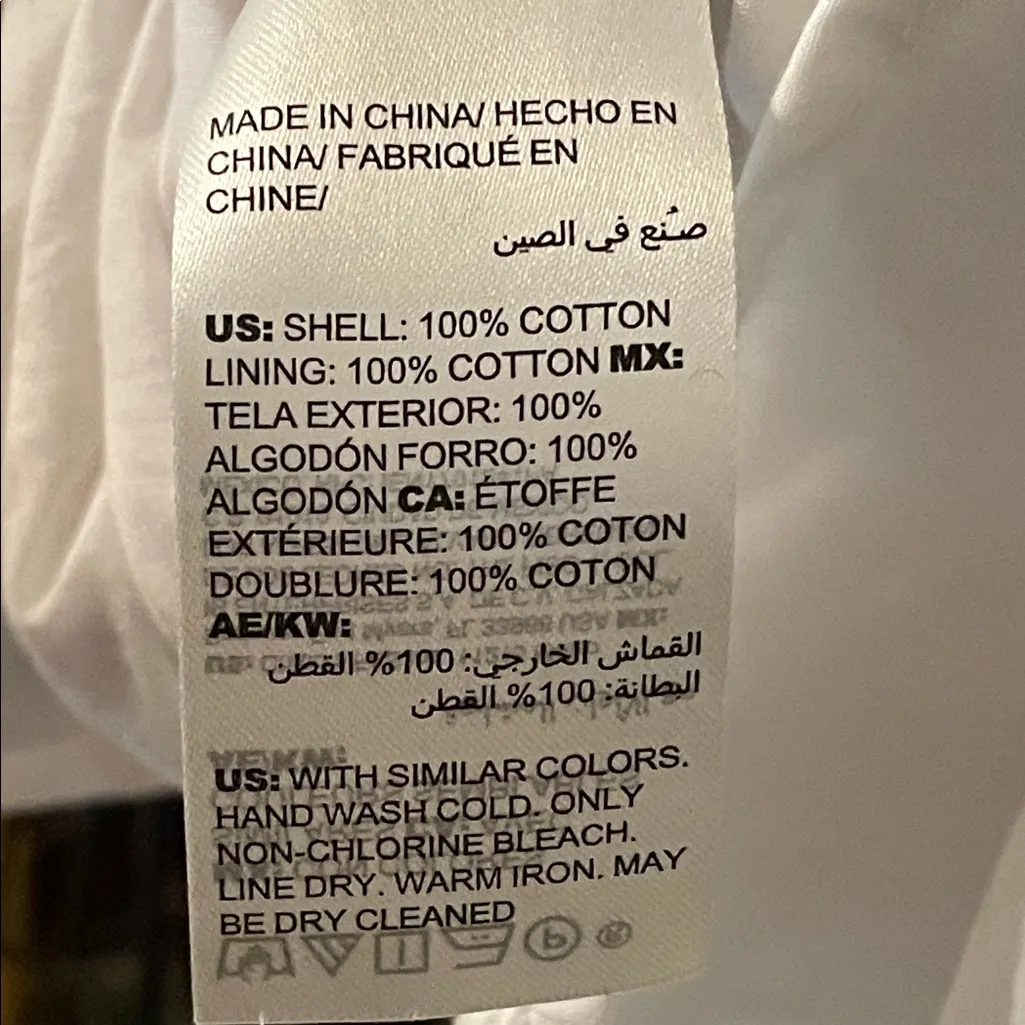 MADE IN CHINA/ HECHO EN
CHINA/ FABRIQUÉ EN
CHINE/
صُنع في الصين
US: SHELL: 100% COTTON
LINING: 100% COTTON MX:
TELA EXTERIOR: 100%
ALGODÓN FORRO: 100%
ALGODÓN CA: ÉTOFFE
EXTÉRIEURE: 100% COTON
DOUBLURE: 100% COTON
AE/KW:
القماش الخارجي: 100% القطن
البطانة: 100% القطن
US: WITH SIMILAR COLORS.
HAND WASH COLD. ONLY
NON-CHLORINE BLEACH.
LINE DRY. WARM IRON. MAY
BE DRY CLEANED